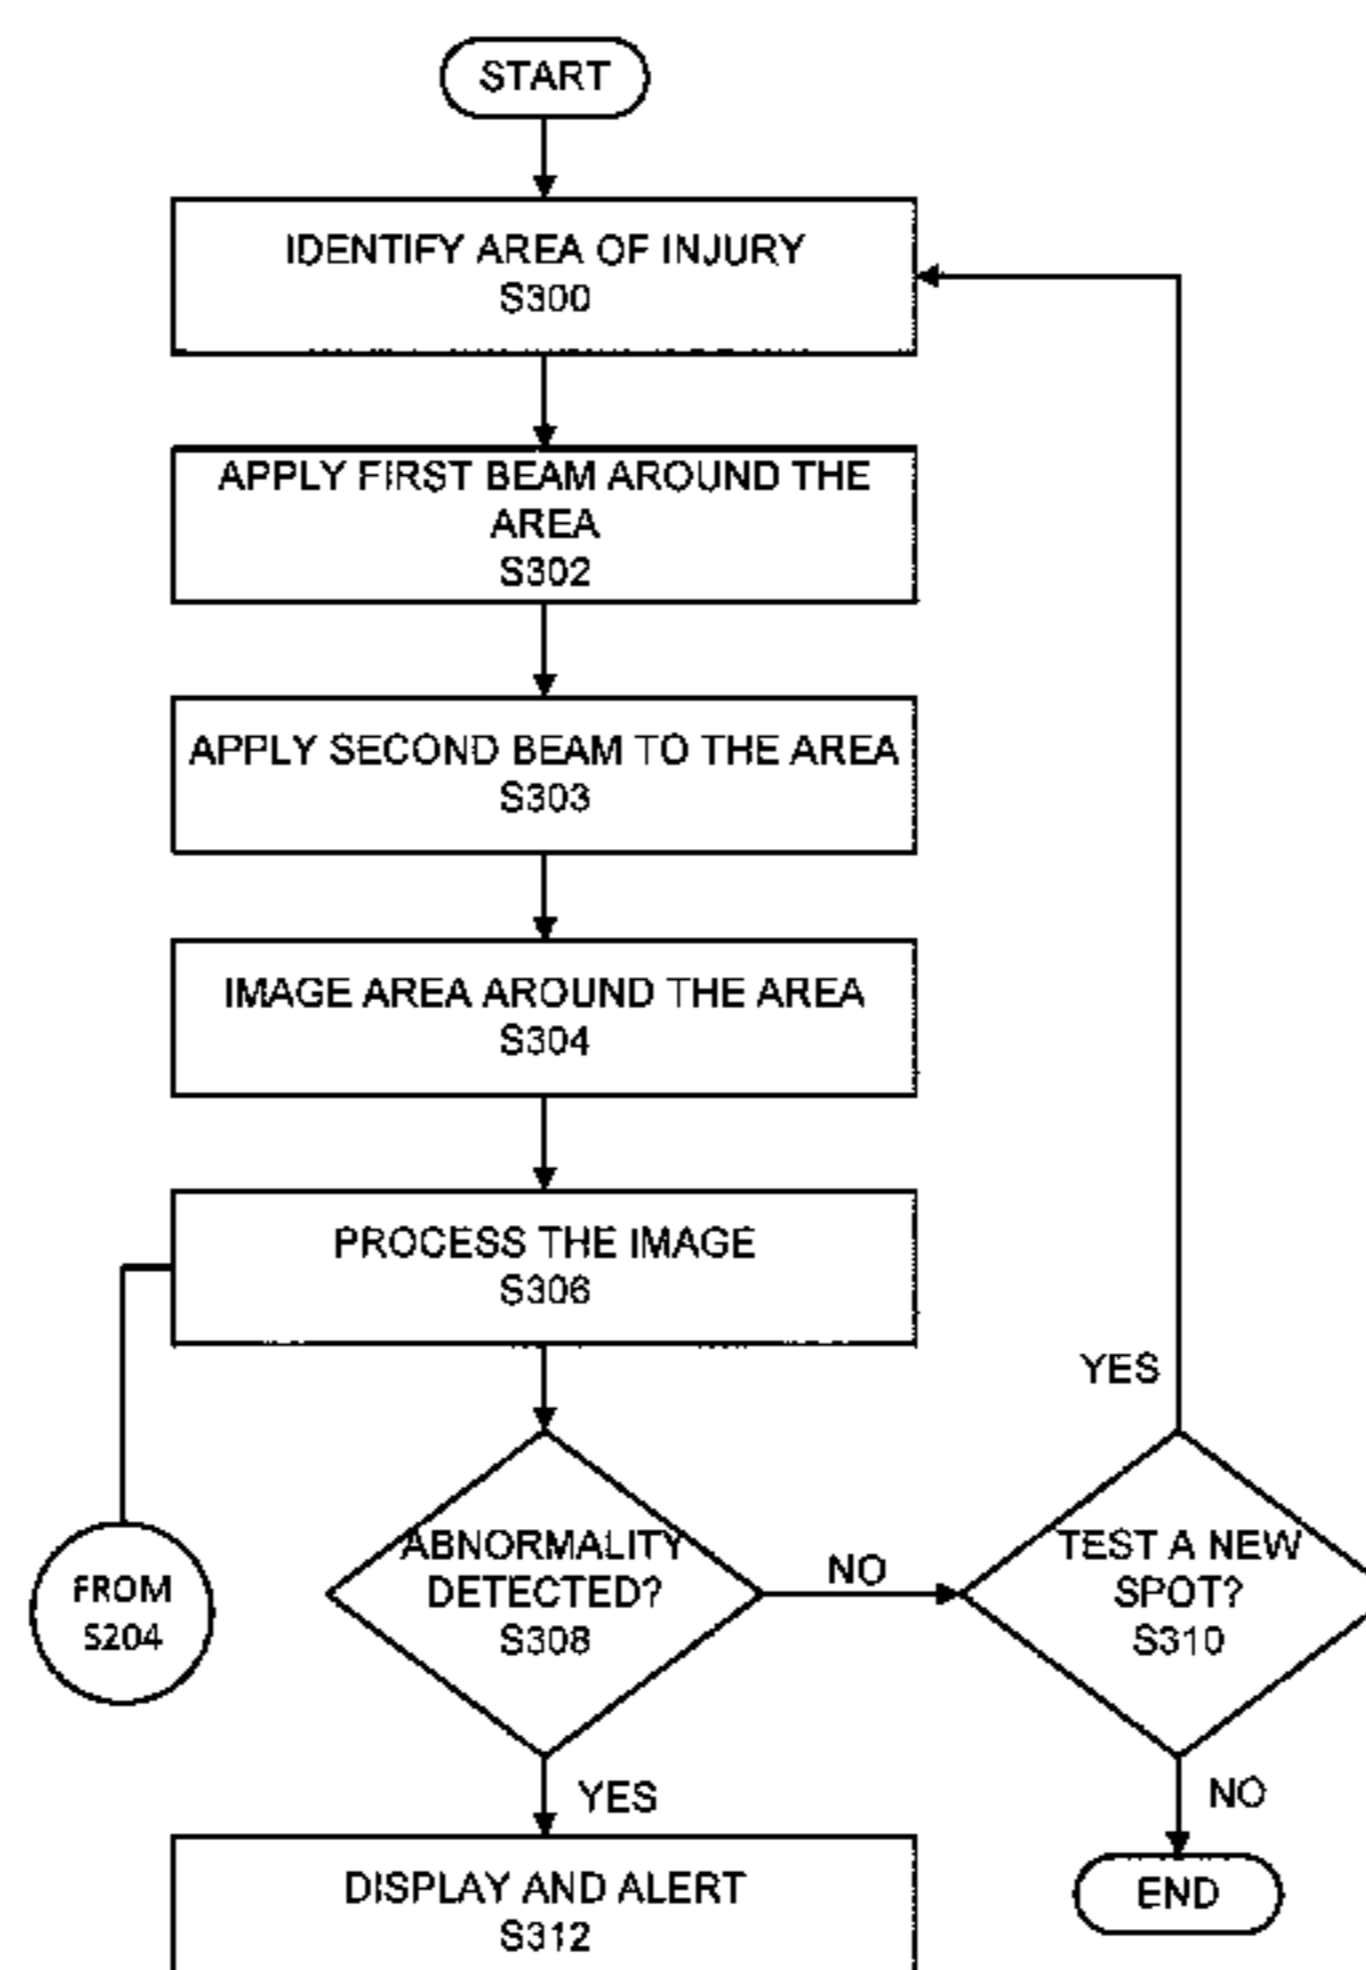 START
IDENTIFY AREA OF INJURY
S300
APPLY FIRST BEAM AROUND THE
AREA
S302
APPLY SECOND BEAM TO THE AREA
S303
IMAGE AREA AROUND THE AREA
S304
PROCESS THE IMAGE
S306
YES
ABNORMALITY
DETECTED?
S308
NO
TEST A NEW
SPOT?
S310
FROM
S204
YES
NO
DISPLAY AND ALERT
S312
END